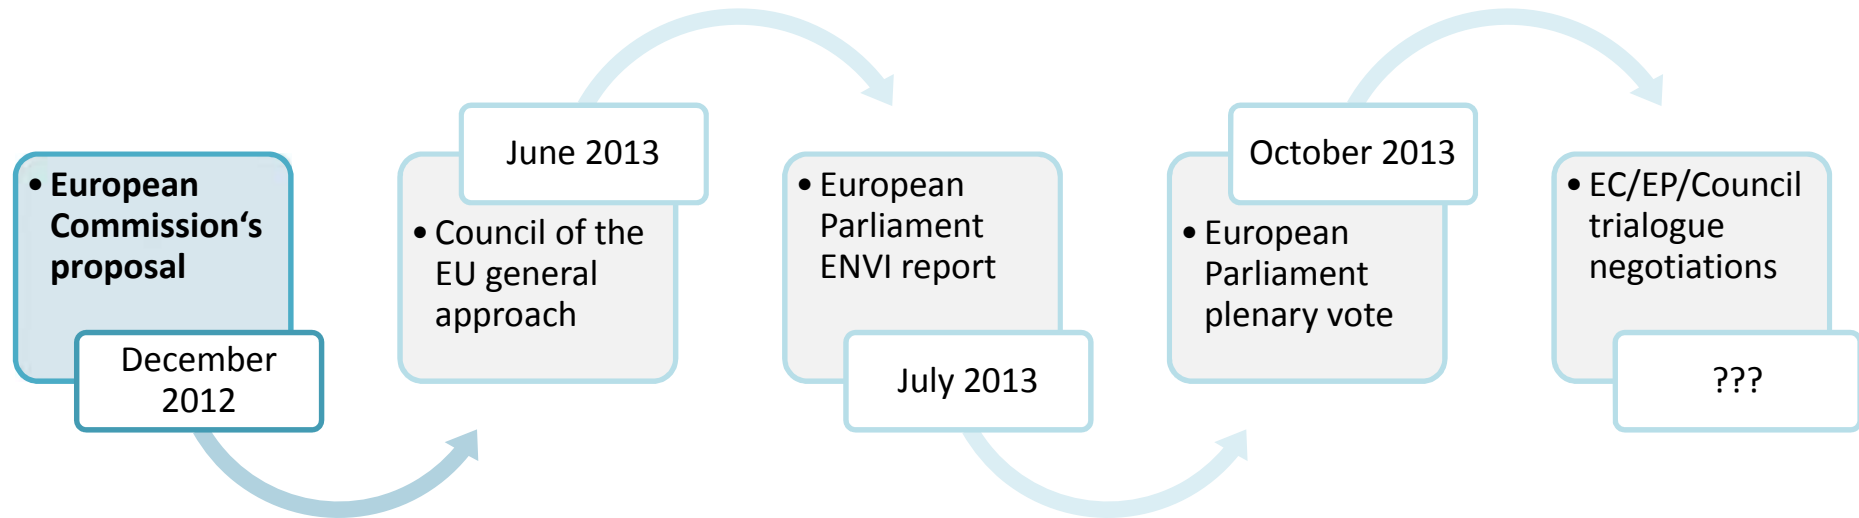 • European
Commission‘s
proposal
December
2012
June 2013
• Council of the
EU general
approach
• European
Parliament
ENVI report
July 2013
October 2013
• European
Parliament
plenary vote
• EC/EP/Council
trialogue
negotiations
???